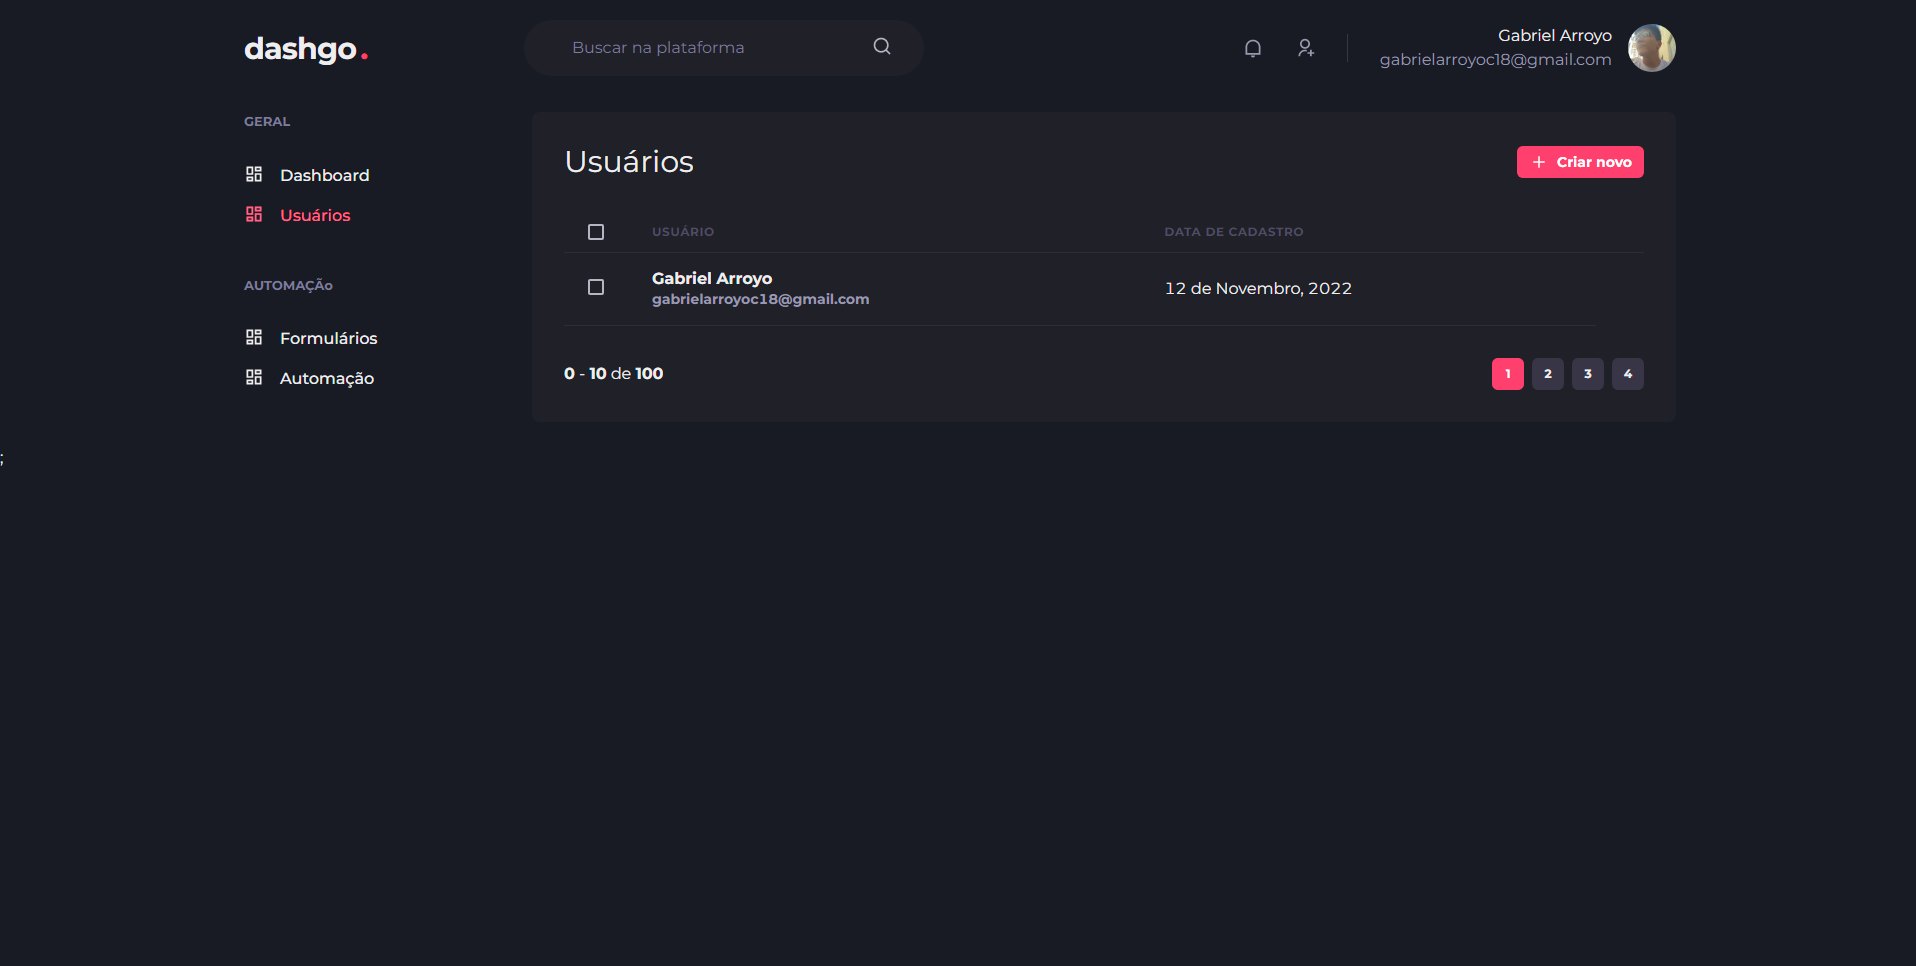 dashgo.
Buscar na plataforma
Gabriel Arroyo
gabrielarroyoc18@gmail.com
GERAL
Dashboard
Usuários
AUTOMAÇÃo
Formulários
Automação
Usuários
Criar novo
USUÁRIO DATA DE CADASTRO
Gabriel Arroyo
gabrielarroyoc18@gmail.com
12 de Novembro, 2022
0 - 10 de 100
1 2 3 4
;